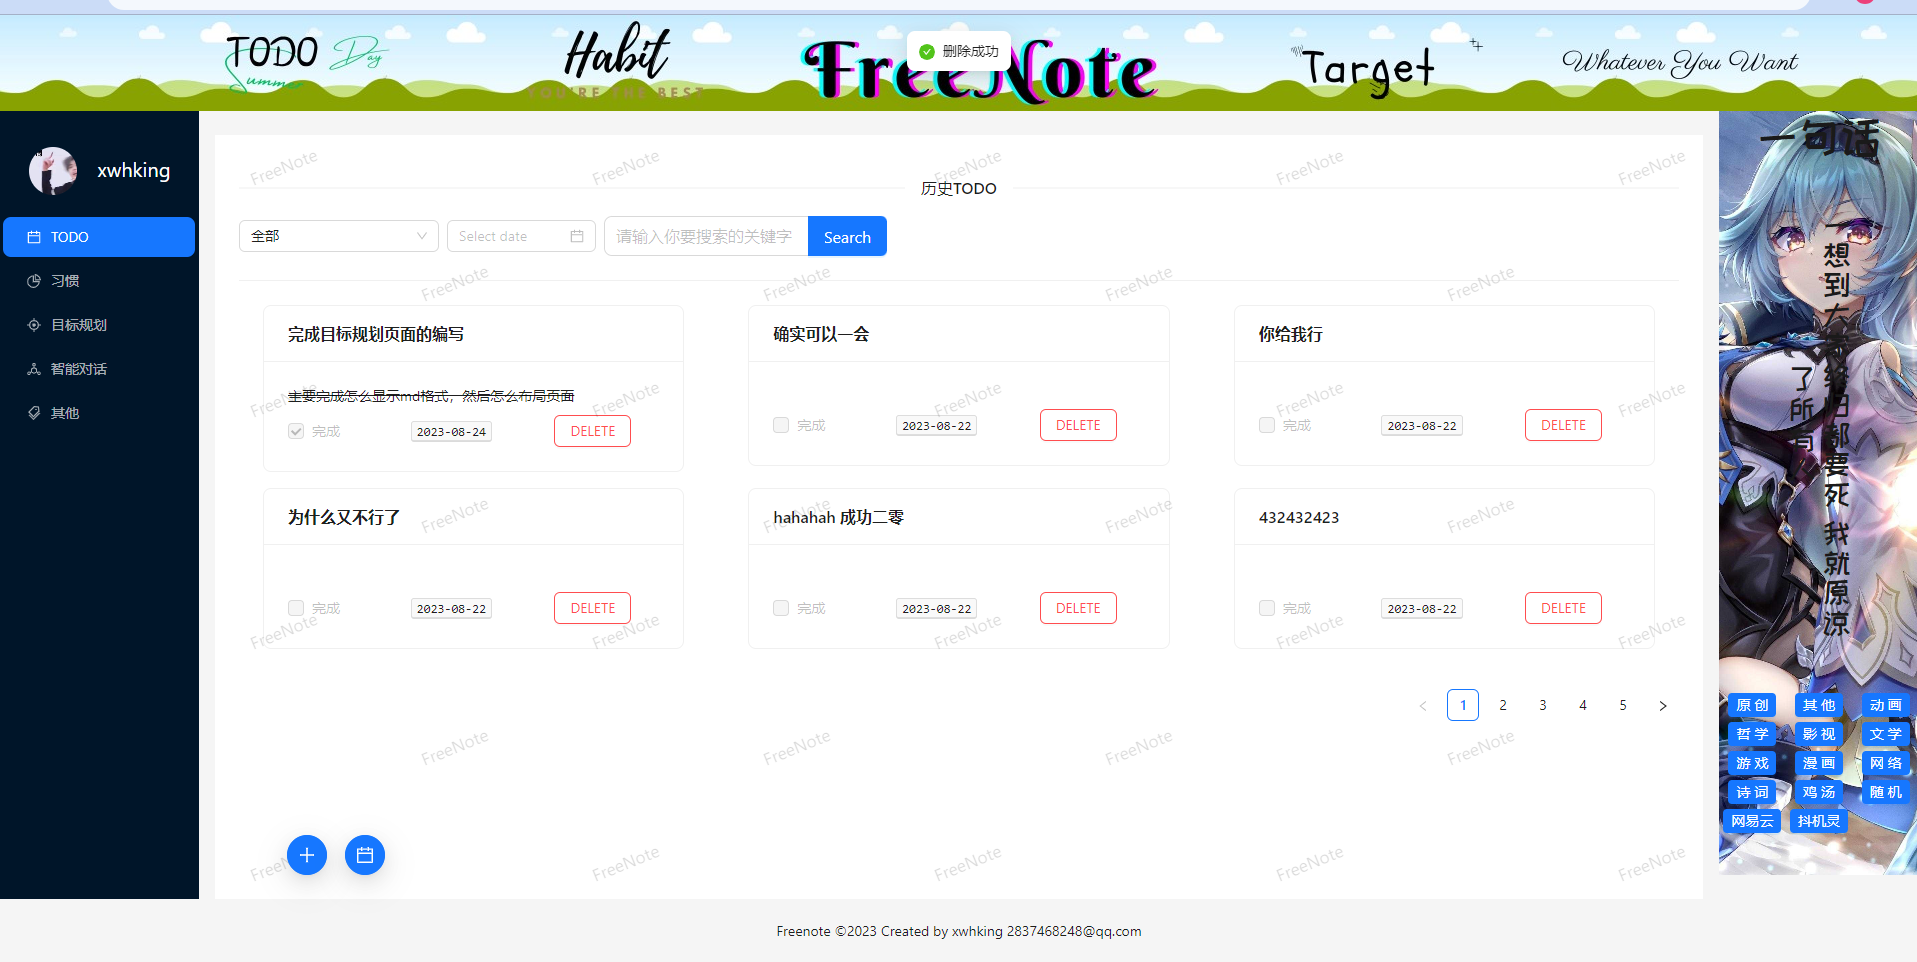 TODO Day
Summer
Habit
YOU'RE THE BEST
FreeNote
删除成功
Target
Whatever You Want
xwhking
TODO
习惯
目标规划
智能对话
其他
历史TODO
全部
Select date
请输入你要搜索的关键字
Search
完成目标规划页面的编写
主要完成怎么显示md格式，然后怎么布局页面
完成
2023-08-24
DELETE
确实可以一会
完成
2023-08-22
DELETE
你给我行
完成
2023-08-22
DELETE
为什么又不行了
完成
2023-08-22
DELETE
hahahah 成功二零
完成
2023-08-22
DELETE
432432423
完成
2023-08-22
DELETE
1 2 3 4 5
一句话
一想到大家终归都要死 我就原谅
了所有
原创 其他 动画
哲学 影视 文学
游戏 漫画 网络
诗词 鸡汤 随机
网易云 抖机灵
FreeNote
Freenote ©2023 Created by xwhking 2837468248@qq.com